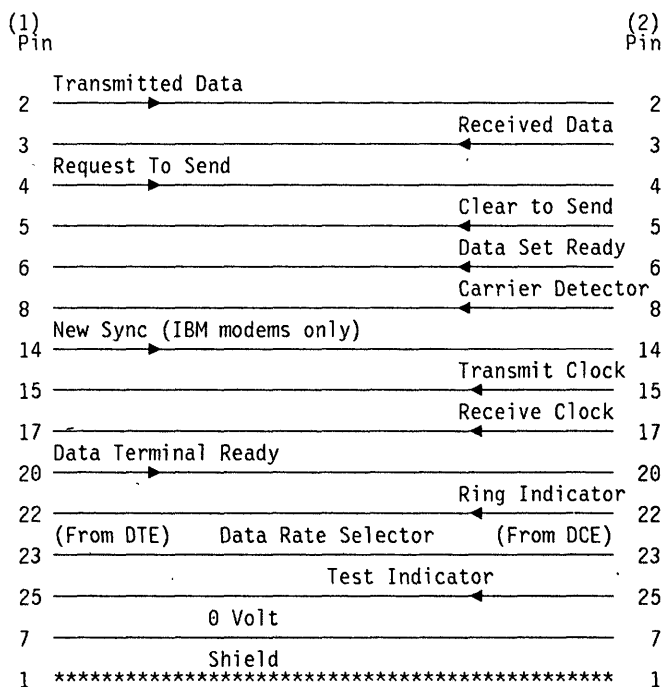 (1) (2)
Pin Pin
Transmitted Data
2 2
Received Data
3 3
Request To Send
4 4
Clear to Send
5 5
Data Set Ready
6 6
Carrier Detector
8 8
New Sync (IBM modems only)
14 14
Transmit Clock
15 15
Receive Clock
17 17
Data Terminal Ready
20 20
Ring Indicator
22 22
(From DTE) Data Rate Selector (From DCE)
23 23
Test Indicator
25 25
0 Volt
7 7
Shield
1 ************************************************** 1